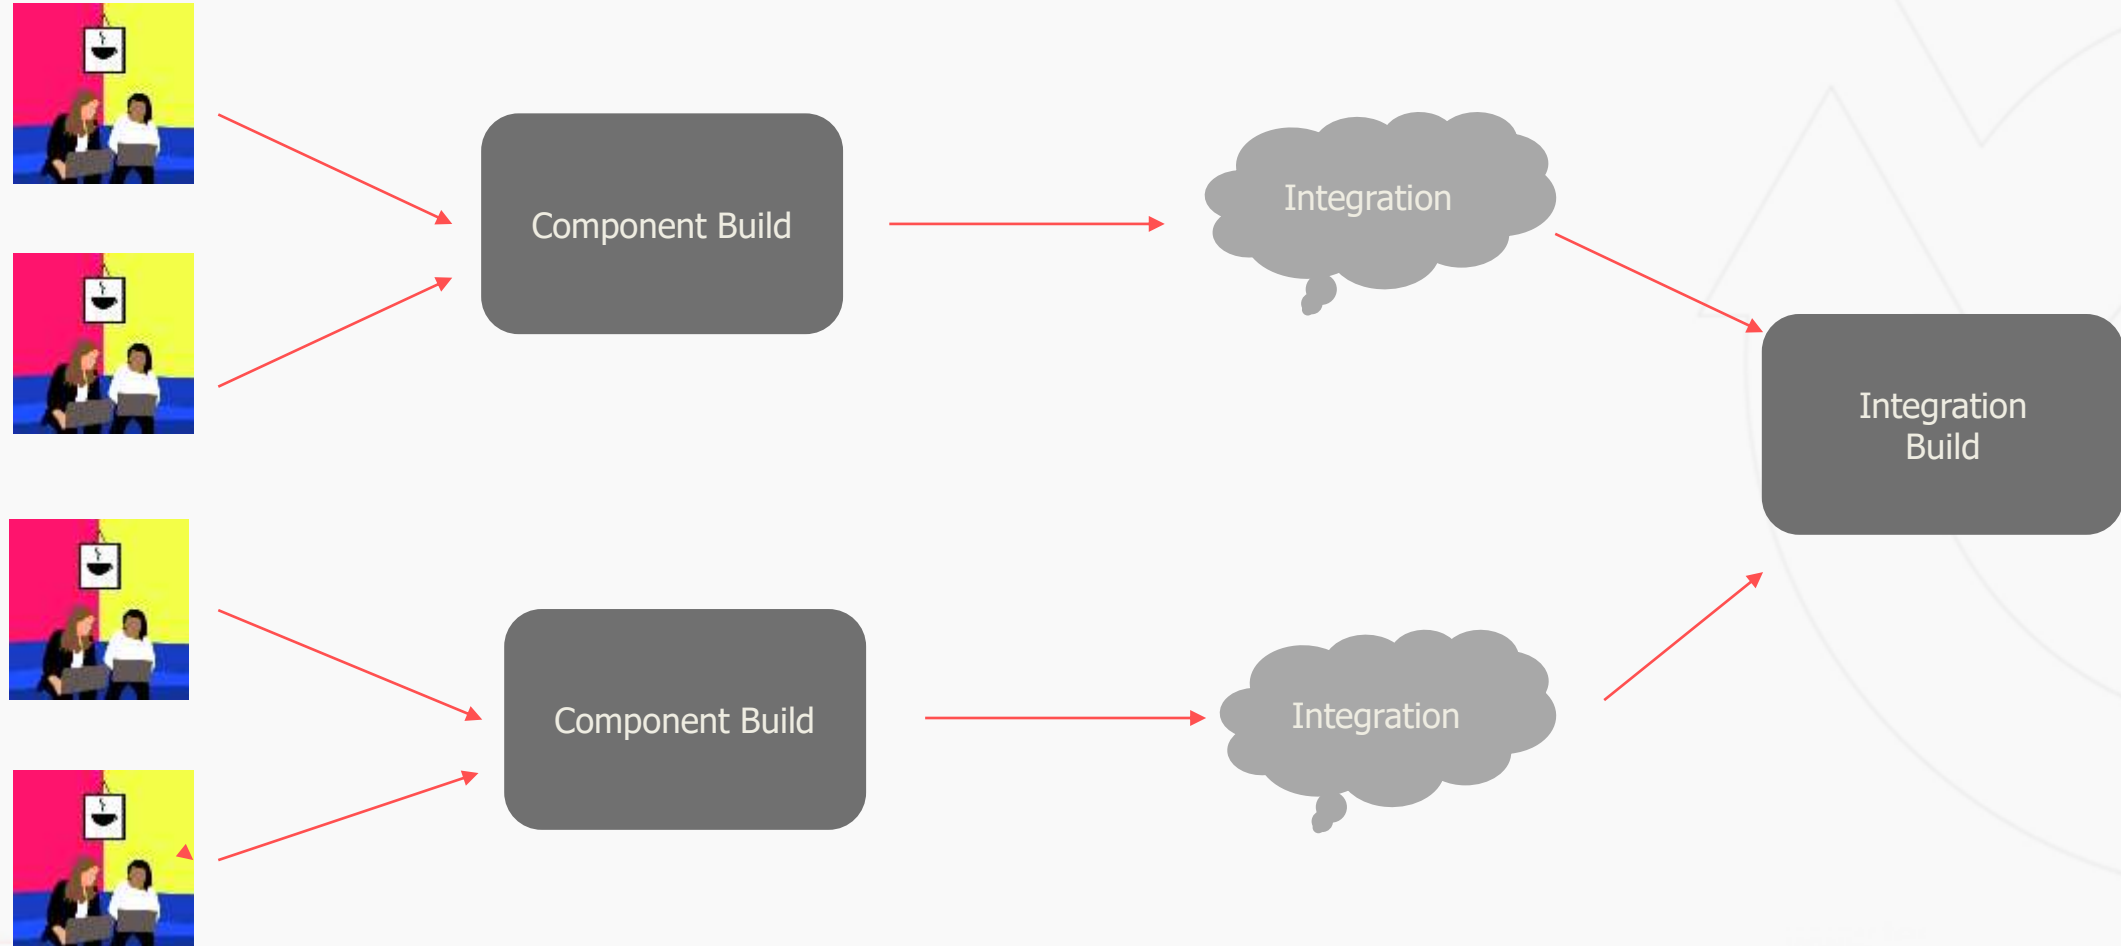 Component Build
Integration
Integration
Build
Component Build
Integration